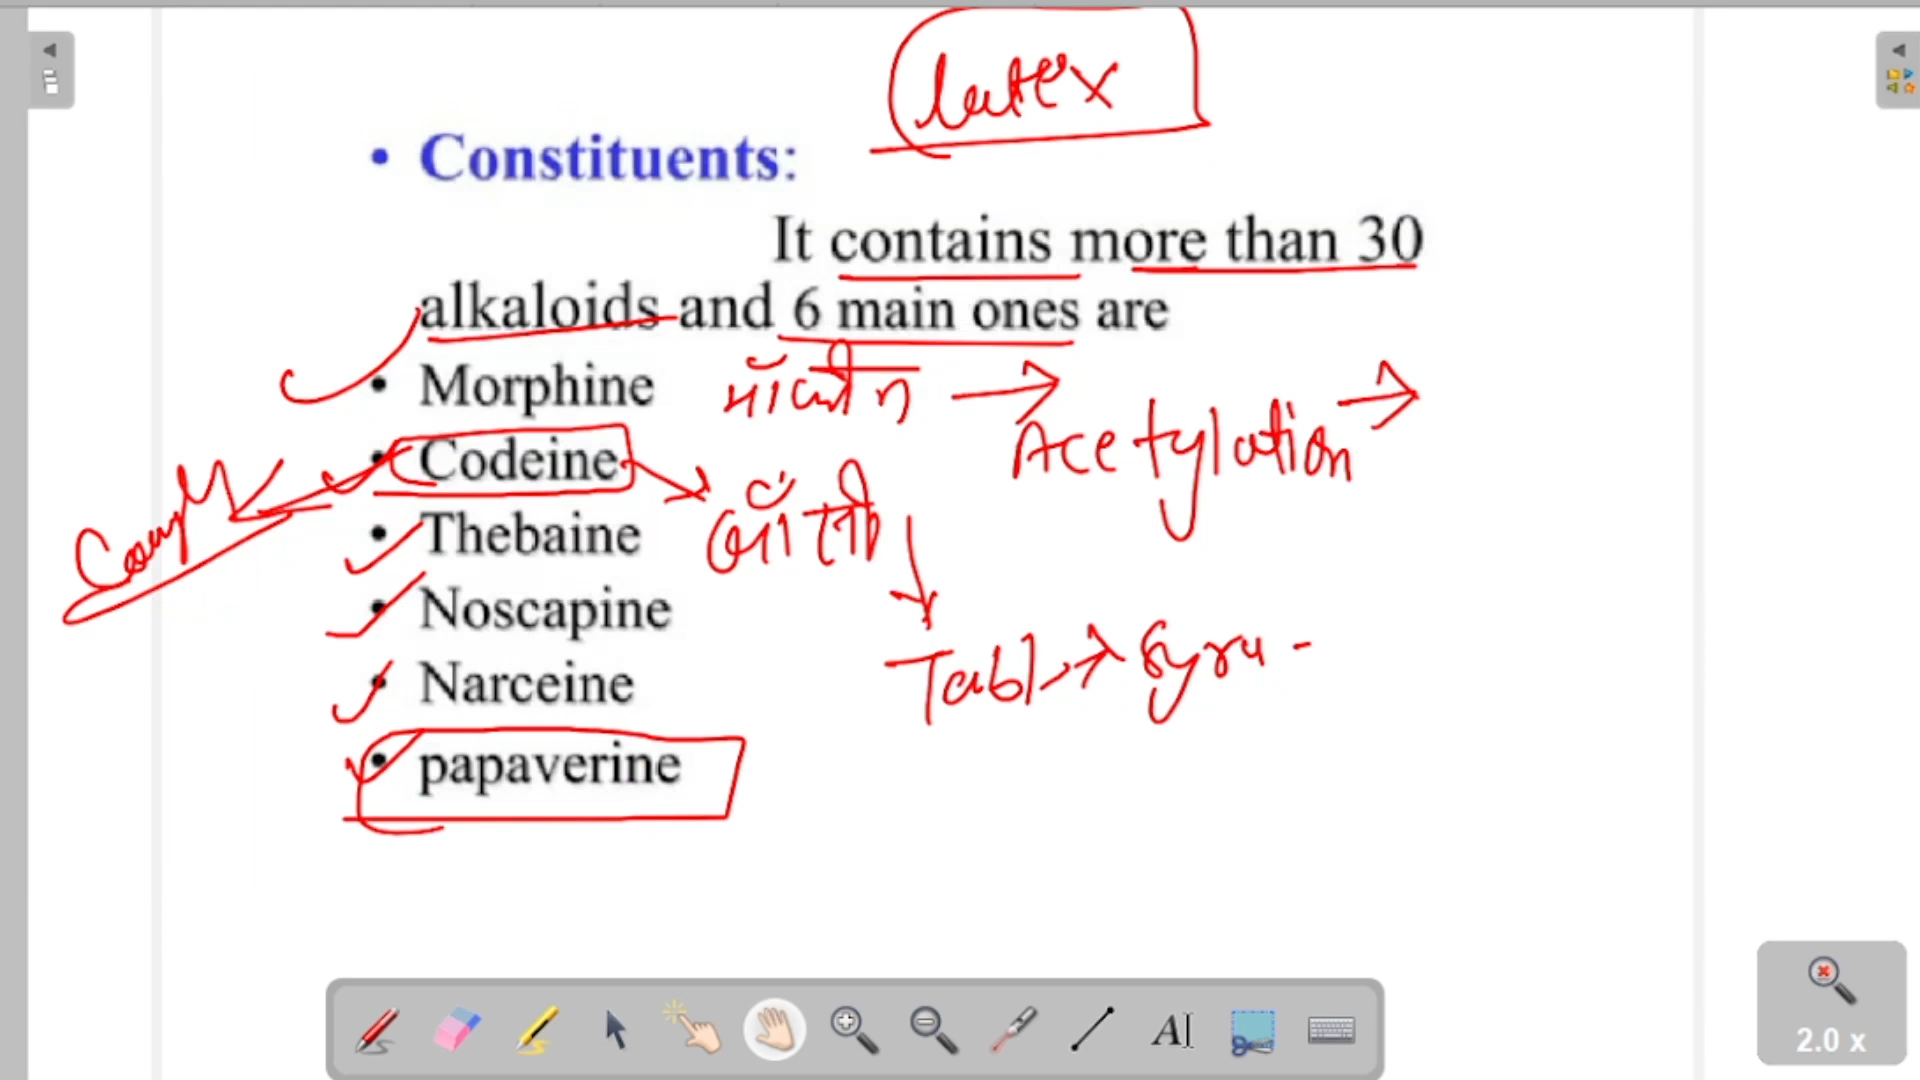 latex
• Constituents:
It contains more than 30
alkaloids and 6 main ones are
• Morphine
→ Acetylation →
• Codeine
Cough
• Thebaine
• Noscapine
Tabl → Syru -
• Narceine
• papaverine
2.0 x